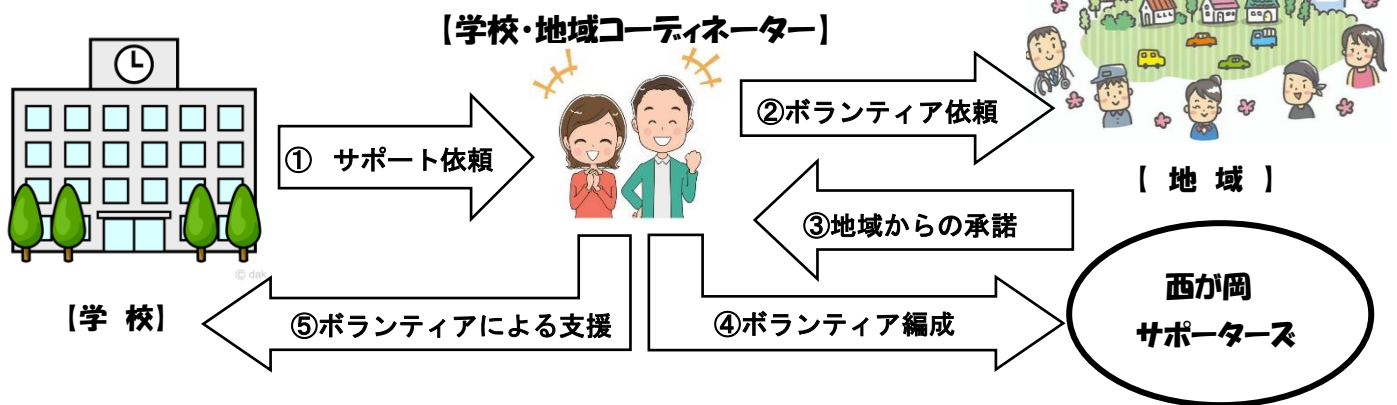 【学校・地域コーディネーター】
① サポート依頼
②ボランティア依頼
【 地 域 】
③地域からの承諾
© dak
西が岡
サポーターズ
【学 校】
⑤ボランティアによる支援
④ボランティア編成